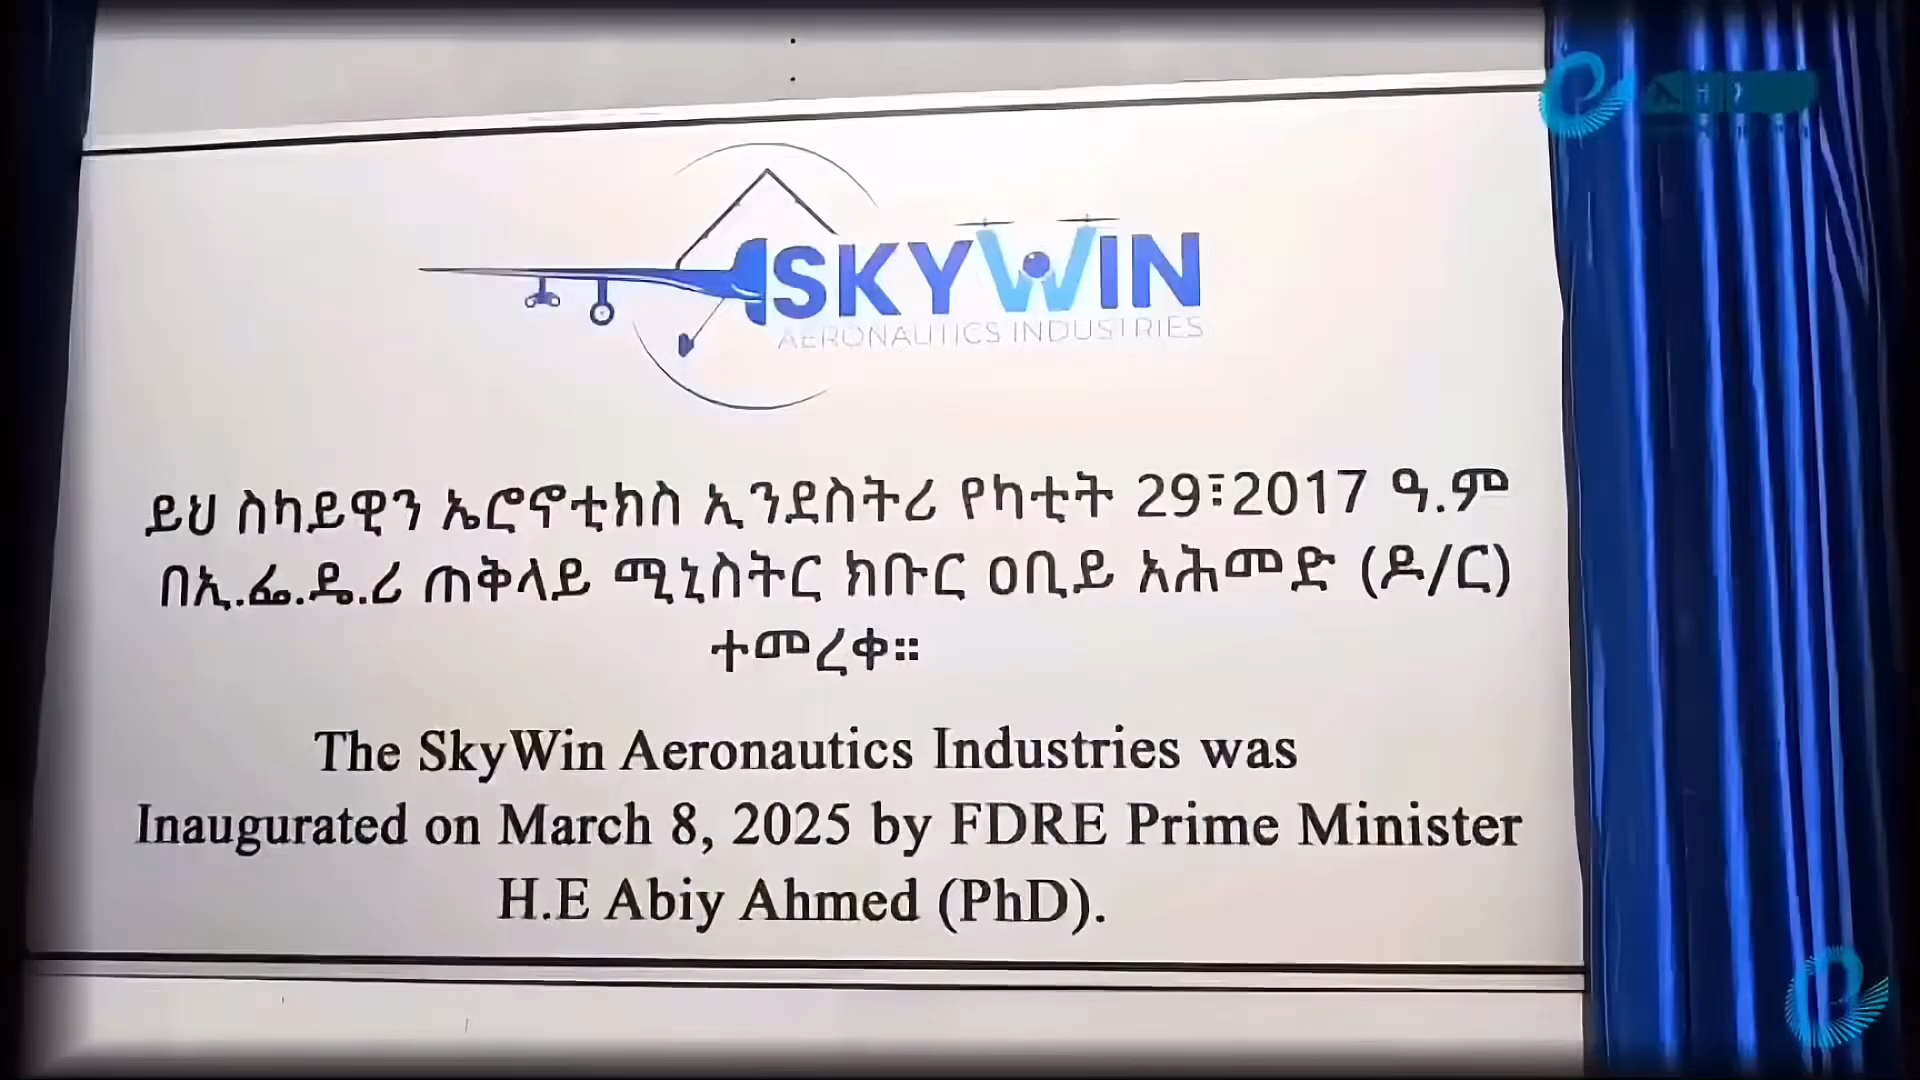 SKYWIN
AERONAUTICS INDUSTRIES
ይህ ስካይዊን ኤሮኖቲክስ ኢንደስትሪ የካቲት 29፣2017 ዓ.ም
በኢ.ፌ.ዴ.ሪ ጠቅላይ ሚኒስትር ክቡር ዐቢይ አሕመድ (ዶ/ር)
ተመረቀ።
The SkyWin Aeronautics Industries was
Inaugurated on March 8, 2025 by FDRE Prime Minister
H.E Abiy Ahmed (PhD).